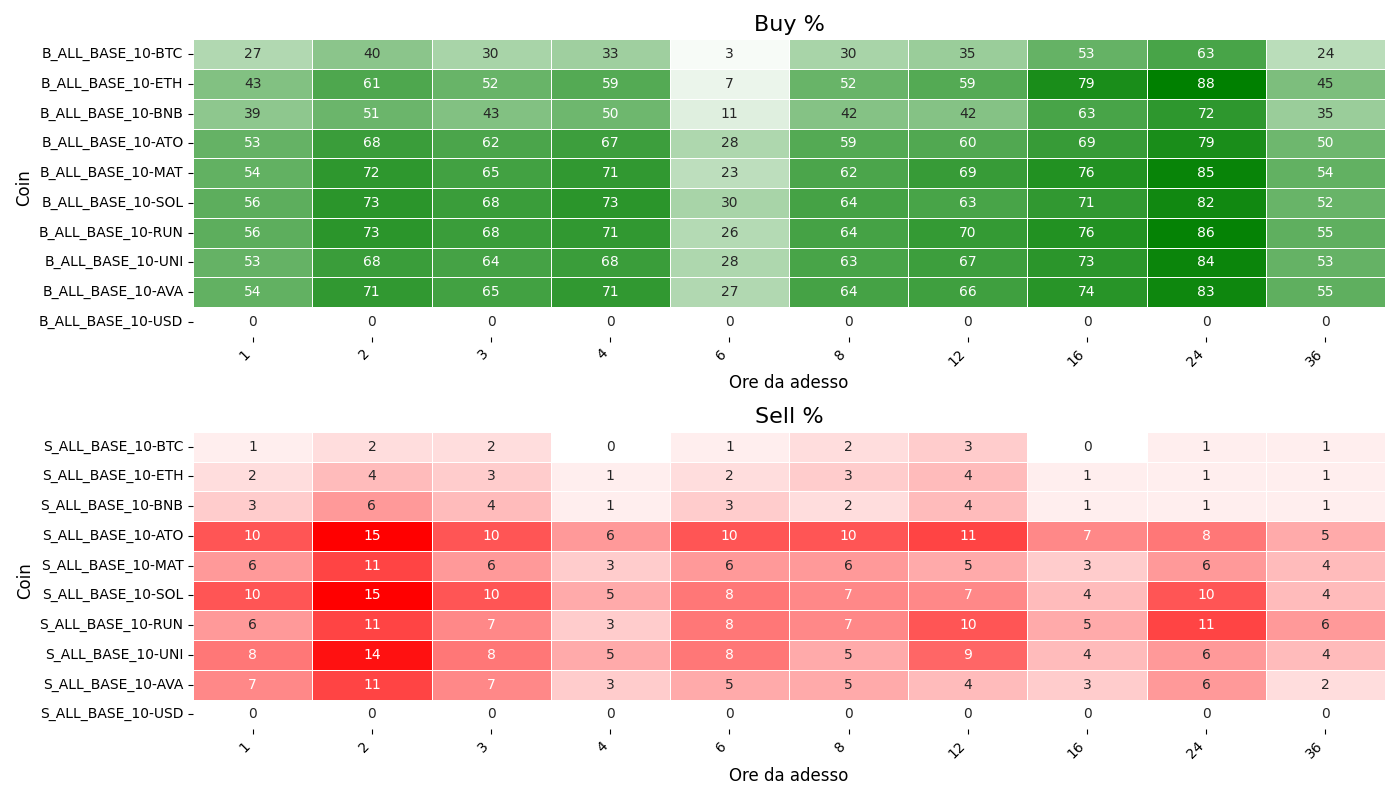 Buy %
B_ALL_BASE_10-BTC 27 40 30 33 3 30 35 53 63 24
B_ALL_BASE_10-ETH 43 61 52 59 7 52 59 79 88 45
B_ALL_BASE_10-BNB 39 51 43 50 11 42 42 63 72 35
B_ALL_BASE_10-ATO 53 68 62 67 28 59 60 69 79 50
B_ALL_BASE_10-MAT 54 72 65 71 23 62 69 76 85 54
B_ALL_BASE_10-SOL 56 73 68 73 30 64 63 71 82 52
B_ALL_BASE_10-RUN 56 73 68 71 26 64 70 76 86 55
B_ALL_BASE_10-UNI 53 68 64 68 28 63 67 73 84 53
B_ALL_BASE_10-AVA 54 71 65 71 27 64 66 74 83 55
B_ALL_BASE_10-USD 0 0 0 0 0 0 0 0 0 0
Coin
1 2 3 4 6 8 12 16 24 36
Ore da adesso
Sell %
S_ALL_BASE_10-BTC 1 2 2 0 1 2 3 0 1 1
S_ALL_BASE_10-ETH 2 4 3 1 2 3 4 1 1 1
S_ALL_BASE_10-BNB 3 6 4 1 3 2 4 1 1 1
S_ALL_BASE_10-ATO 10 15 10 6 10 10 11 7 8 5
S_ALL_BASE_10-MAT 6 11 6 3 6 6 5 3 6 4
S_ALL_BASE_10-SOL 10 15 10 5 8 7 7 4 10 4
S_ALL_BASE_10-RUN 6 11 7 3 8 7 10 5 11 6
S_ALL_BASE_10-UNI 8 14 8 5 8 5 9 4 6 4
S_ALL_BASE_10-AVA 7 11 7 3 5 5 4 3 6 2
S_ALL_BASE_10-USD 0 0 0 0 0 0 0 0 0 0
Coin
1 2 3 4 6 8 12 16 24 36
Ore da adesso